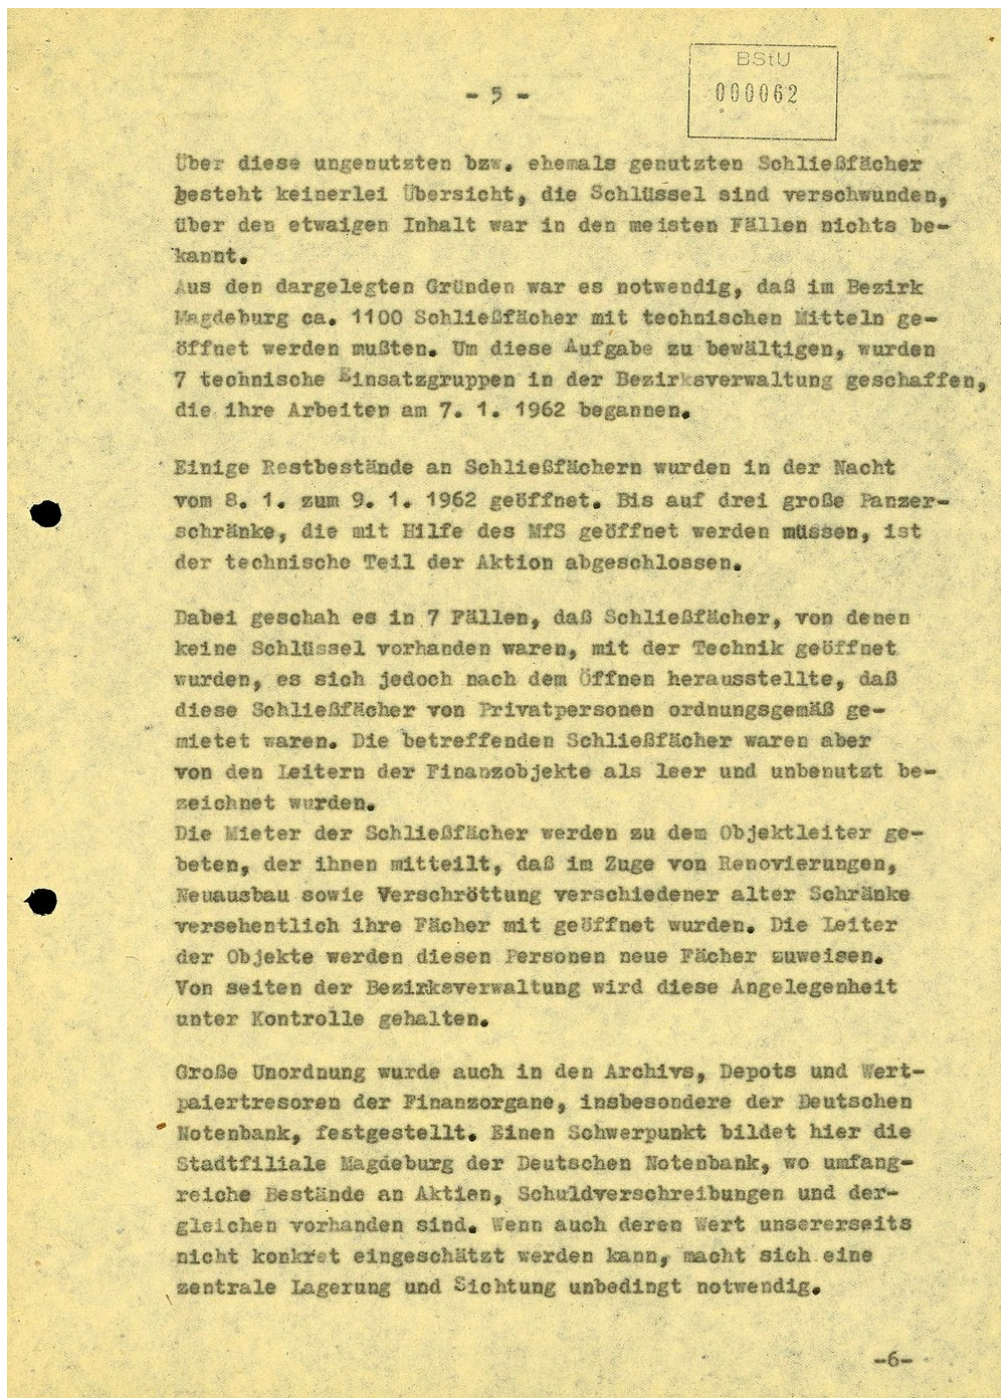 BStU
000062
- 5 -
Über diese ungenutzten bzw. ehemals genutzten Schließfächer
besteht keinerlei Übersicht, die Schlüssel sind verschwunden,
über den etwaigen Inhalt war in den meisten Fällen nichts be-
kannt.
Aus den dargelegten Gründen war es notwendig, daß im Bezirk
Magdeburg ca. 1100 Schließfächer mit technischen Mitteln ge-
öffnet werden mußten. Um diese Aufgabe zu bewältigen, wurden
7 technische Einsatzgruppen in der Bezirksverwaltung geschaffen,
die ihre Arbeiten am 7. 1. 1962 begannen.
Einige Restbestände an Schließfächern wurden in der Nacht
vom 8. 1. zum 9. 1. 1962 geöffnet. Bis auf drei große Panzer-
schränke, die mit Hilfe des MfS geöffnet werden müssen, ist
der technische Teil der Aktion abgeschlossen.
Dabei geschah es in 7 Fällen, daß Schließfächer, von denen
keine Schlüssel vorhanden waren, mit der Technik geöffnet
wurden, es sich jedoch nach dem Öffnen herausstellte, daß
diese Schließfächer von Privatpersonen ordnungsgemäß ge-
mietet waren. Die betreffenden Schließfächer waren aber
von den Leitern der Finanzobjekte als leer und unbenutzt be-
zeichnet wurden.
Die Mieter der Schließfächer werden zu dem Objektleiter ge-
beten, der ihnen mitteilt, daß im Zuge von Renovierungen,
Neuausbau sowie Verschröttung verschiedener alter Schränke
versehentlich ihre Fächer mit geöffnet wurden. Die Leiter
der Objekte werden diesen Personen neue Fächer zuweisen.
Von seiten der Bezirksverwaltung wird diese Angelegenheit
unter Kontrolle gehalten.
Große Unordnung wurde auch in den Archivs, Depots und Wert-
paiertresoren der Finanzorgane, insbesondere der Deutschen
Notenbank, festgestellt. Einen Schwerpunkt bildet hier die
Stadtfiliale Magdeburg der Deutschen Notenbank, wo umfang-
reiche Bestände an Aktien, Schuldverschreibungen und der-
gleichen vorhanden sind. Wenn auch deren Wert unsererseits
nicht konkret eingeschätzt werden kann, macht sich eine
zentrale Lagerung und Sichtung unbedingt notwendig.
-6-